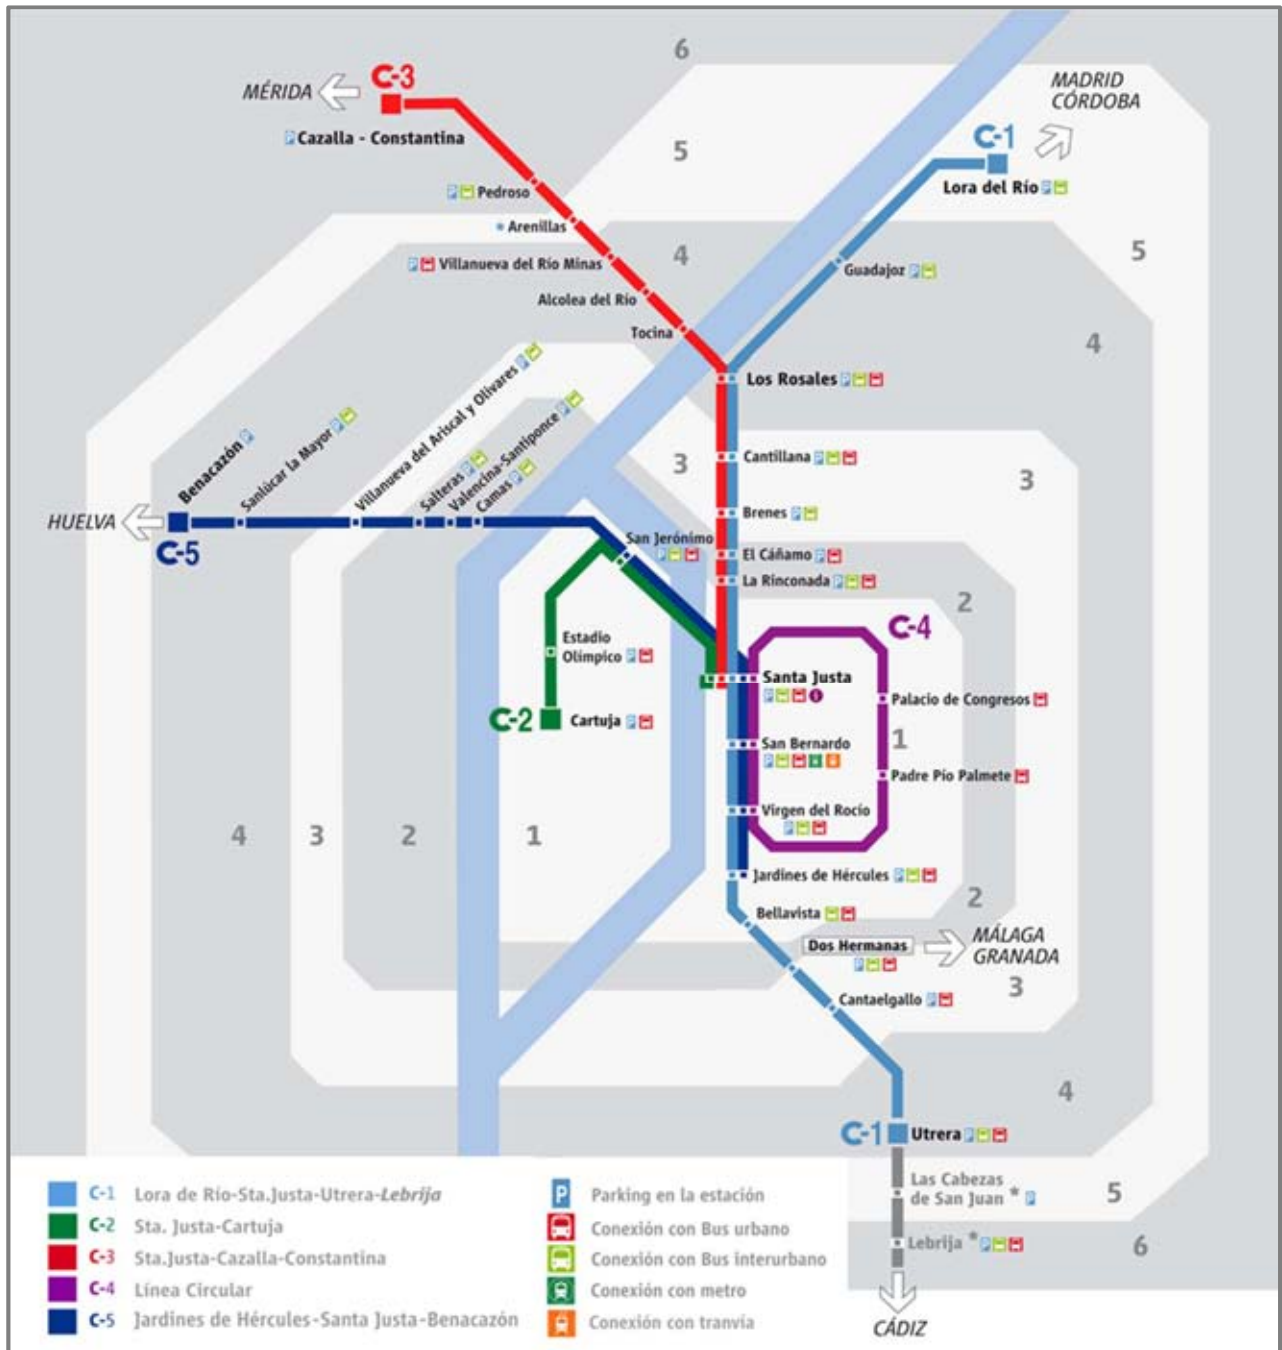 6
C-3
MÉRIDA
MADRID
CÓRDOBA
C-1
Cazalla - Constantina
5
Lora del Río
Pedroso
Arenillas
5
4
Villanueva del Río Minas
Guadajoz
Alcolea del Río
Tocina
4
Los Rosales
Villanueva del Ariscal y Olivares
Valencina-Santiponce
Sanlúcar la Mayor
Benacazón
Salteras
Camas
3
Cantillana
3
HUELVA
C-5
Brenes
San Jerónimo
El Cáñamo
La Rinconada
2
C-4
Estadio
Olímpico
Santa Justa
Palacio de Congresos
C-2
Cartuja
San Bernardo
1
Padre Pío Palmete
Virgen del Rocío
4
3
2
1
Jardines de Hércules
2
Bellavista
Dos Hermanas
MÁLAGA
GRANADA
3
Cantaelgallo
4
C-1
Utrera
Las Cabezas
de San Juan *
5
Lebrija *
6
CÁDIZ
C-1 Lora de Río-Sta.Justa-Utrera-Lebrija
C-2 Sta. Justa-Cartuja
C-3 Sta.Justa-Cazalla-Constantina
C-4 Línea Circular
C-5 Jardines de Hércules-Santa Justa-Benacazón
P Parking en la estación
Conexión con Bus urbano
Conexión con Bus interurbano
Conexión con metro
Conexión con tranvía